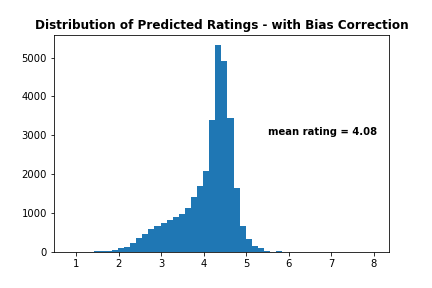 Distribution of Predicted Ratings - with Bias Correction
5000
4000
mean rating = 4.08
3000
2000
1000
0
1 2 3 4 5 6 7 8